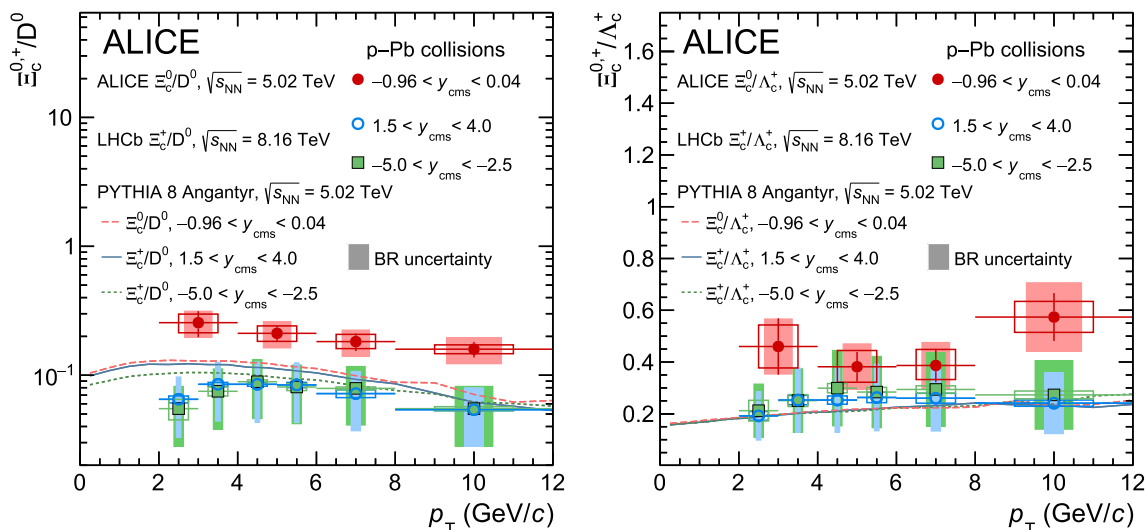 Ξc0,+/D0
ALICE
p–Pb collisions
ALICE Ξc0/D0, √sNN = 5.02 TeV
−0.96 < ycms < 0.04
LHCb Ξc+/D0, √sNN = 8.16 TeV
1.5 < ycms < 4.0
−5.0 < ycms < −2.5
PYTHIA 8 Angantyr, √sNN = 5.02 TeV
Ξc0/D0, −0.96 < ycms < 0.04
Ξc+/D0, 1.5 < ycms < 4.0
Ξc+/D0, −5.0 < ycms < −2.5
BR uncertainty
10
1
10−1
0 2 4 6 8 10 12
pT (GeV/c)
Ξc0,+/Λc+
ALICE
p–Pb collisions
ALICE Ξc0/Λc+, √sNN = 5.02 TeV
−0.96 < ycms < 0.04
LHCb Ξc+/Λc+, √sNN = 8.16 TeV
1.5 < ycms < 4.0
−5.0 < ycms < −2.5
PYTHIA 8 Angantyr, √sNN = 5.02 TeV
Ξc0/Λc+, −0.96 < ycms < 0.04
Ξc+/Λc+, 1.5 < ycms < 4.0
Ξc+/Λc+, −5.0 < ycms < −2.5
BR uncertainty
1.6
1.4
1.2
1
0.8
0.6
0.4
0.2
0 2 4 6 8 10 12
pT (GeV/c)